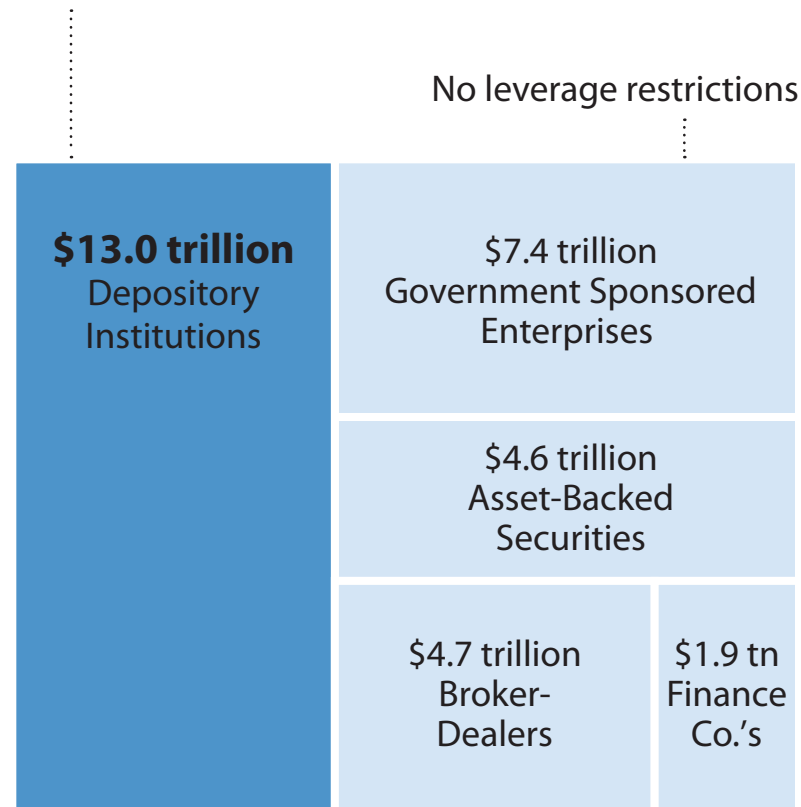 No leverage restrictions
$13.0 trillion
Depository
Institutions
$7.4 trillion
Government Sponsored
Enterprises
$4.6 trillion
Asset-Backed
Securities
$4.7 trillion
Broker-
Dealers
$1.9 tn
Finance
Co.'s